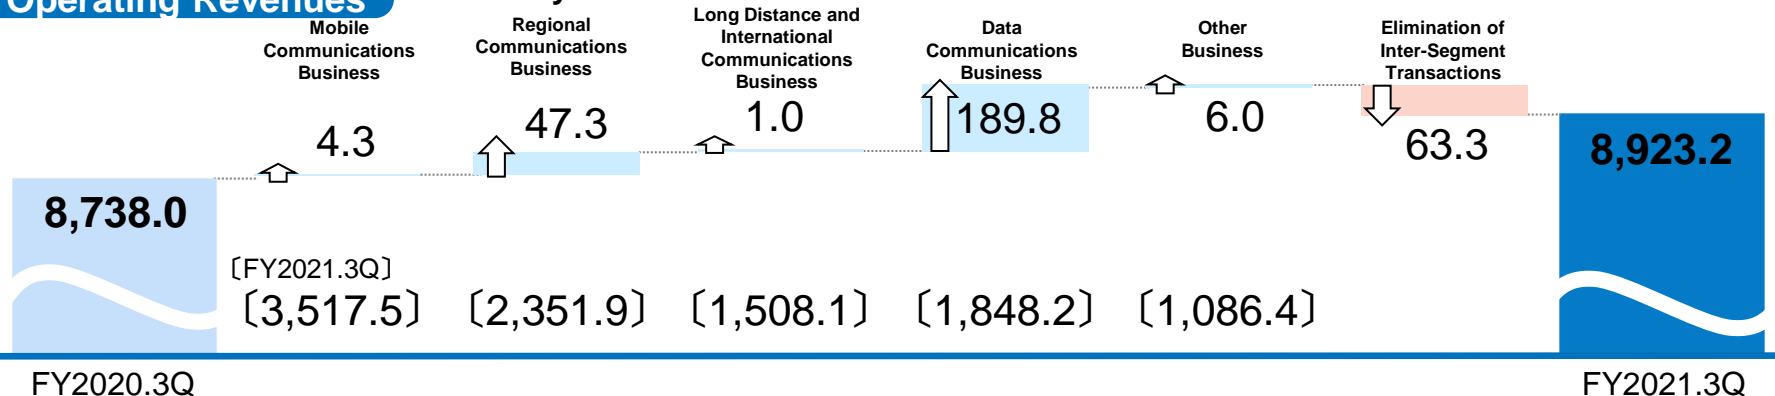 Operating Revenues
Mobile
Communications
Business
4.3
Regional
Communications
Business
47.3
Long Distance and
International
Communications
Business
1.0
Data
Communications
Business
189.8
Other
Business
6.0
Elimination of
Inter-Segment
Transactions
63.3
8,738.0
8,923.2
〔FY2021.3Q〕
〔3,517.5〕 〔2,351.9〕 〔1,508.1〕 〔1,848.2〕 〔1,086.4〕
FY2020.3Q FY2021.3Q